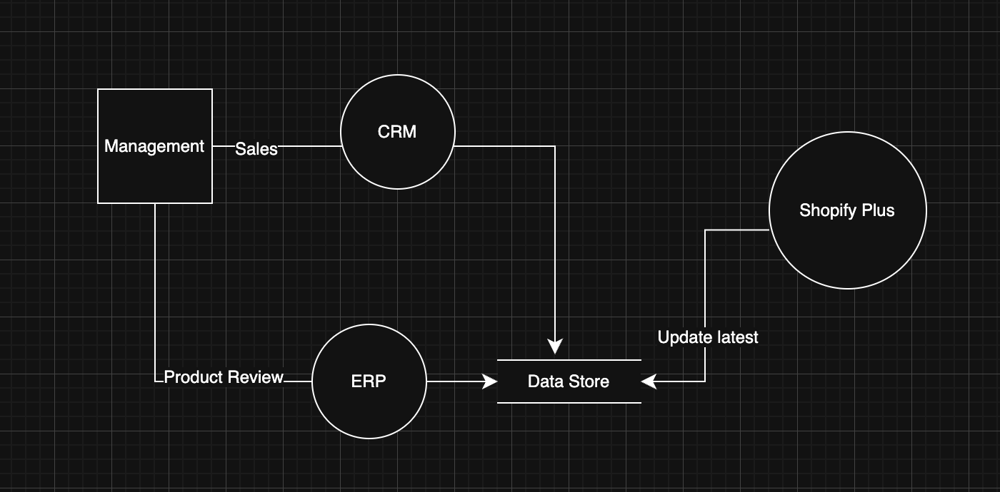 Management
Sales
CRM
Shopify Plus
Update latest
Product Review
ERP
Data Store